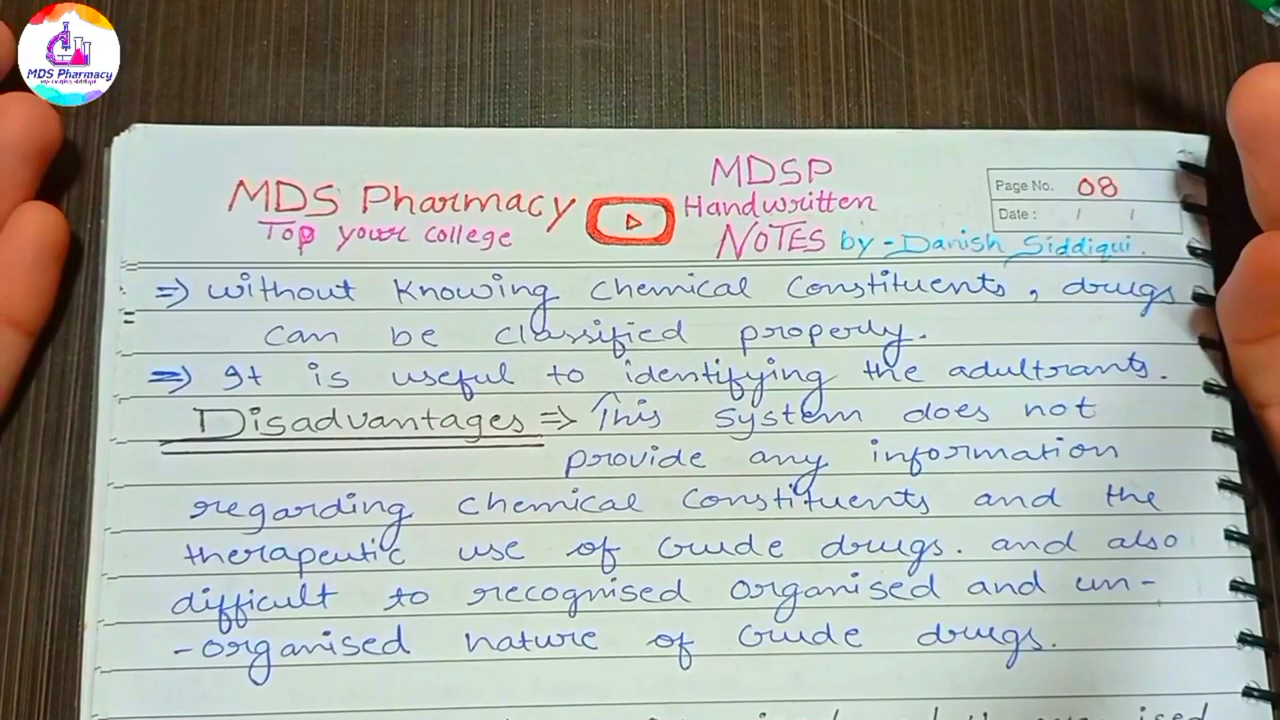 MDS Pharmacy
MDS Pharmacy
Top your college
MDSP
Handwritten
NOTES by - Danish Siddiqui.
Page No. 08
Date : / /
⇒ without Knowing chemical Constituents, drugs
can be classified properly.
⇒ It is useful to identifying the adultrants.
Disadvantages ⇒ This system does not
provide any information
regarding chemical Constituents and the
therapeutic use of Crude drugs. and also
difficult to recognised organised and un-
-organised nature of Crude drugs.